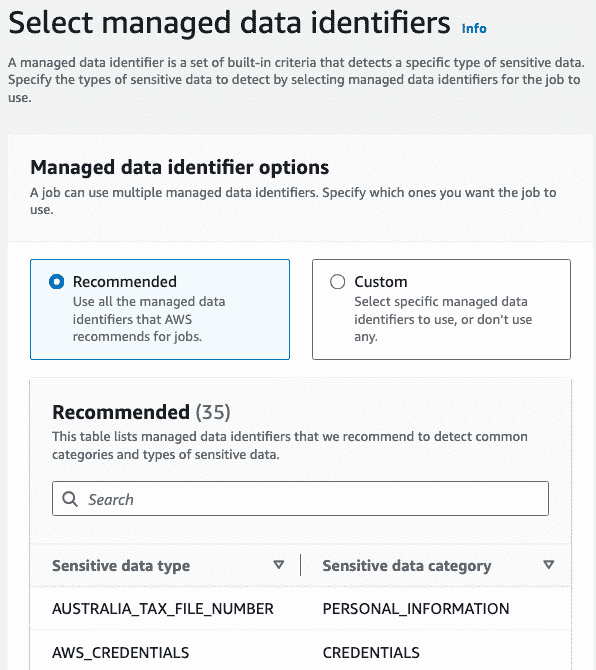 Select managed data identifiers Info
A managed data identifier is a set of built-in criteria that detects a specific type of sensitive data.
Specify the types of sensitive data to detect by selecting managed data identifiers for the job to
use.
Managed data identifier options
A job can use multiple managed data identifiers. Specify which ones you want the job to
use.
Recommended
Use all the managed data
identifiers that AWS
recommends for jobs.
Custom
Select specific managed data
identifiers to use, or don't use
any.
Recommended (35)
This table lists managed data identifiers that we recommend to detect common
categories and types of sensitive data.
Search
Sensitive data type Sensitive data category
AUSTRALIA_TAX_FILE_NUMBER PERSONAL_INFORMATION
AWS_CREDENTIALS CREDENTIALS